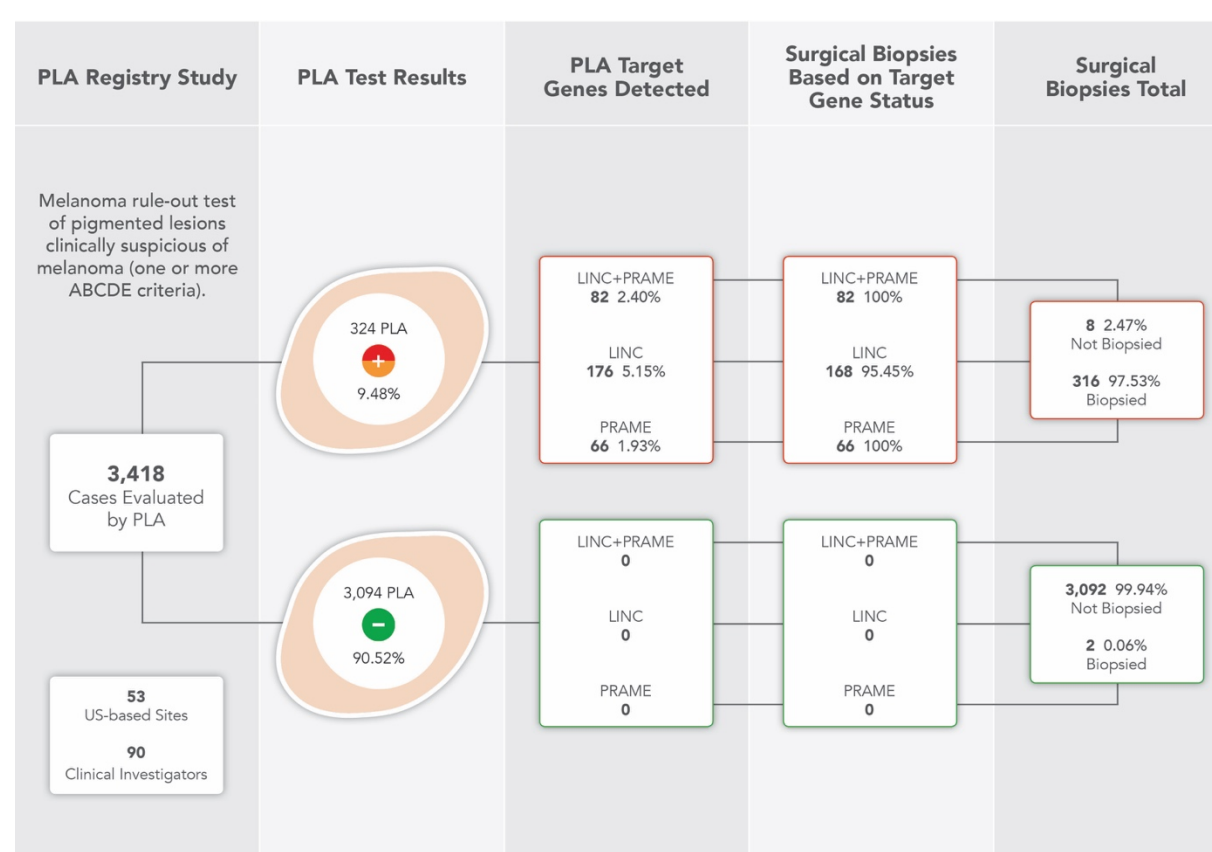 PLA Registry Study
PLA Test Results
PLA Target
Genes Detected
Surgical Biopsies
Based on Target
Gene Status
Surgical
Biopsies Total
Melanoma rule-out test
of pigmented lesions
clinically suspicious of
melanoma (one or more
ABCDE criteria).
3,418
Cases Evaluated
by PLA
53
US-based Sites
90
Clinical Investigators
324 PLA
+
9.48%
3,094 PLA
−
90.52%
LINC+PRAME
82 2.40%
LINC
176 5.15%
PRAME
66 1.93%
LINC+PRAME
0
LINC
0
PRAME
0
LINC+PRAME
82 100%
LINC
168 95.45%
PRAME
66 100%
LINC+PRAME
0
LINC
0
PRAME
0
8 2.47%
Not Biopsied
316 97.53%
Biopsied
3,092 99.94%
Not Biopsied
2 0.06%
Biopsied